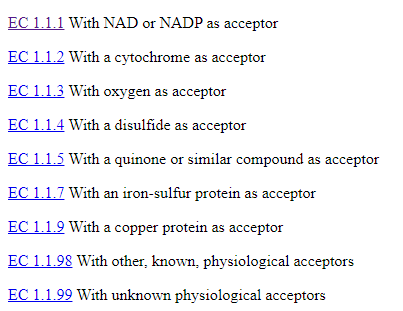 EC 1.1.1 With NAD or NADP as acceptor
EC 1.1.2 With a cytochrome as acceptor
EC 1.1.3 With oxygen as acceptor
EC 1.1.4 With a disulfide as acceptor
EC 1.1.5 With a quinone or similar compound as acceptor
EC 1.1.7 With an iron-sulfur protein as acceptor
EC 1.1.9 With a copper protein as acceptor
EC 1.1.98 With other, known, physiological acceptors
EC 1.1.99 With unknown physiological acceptors